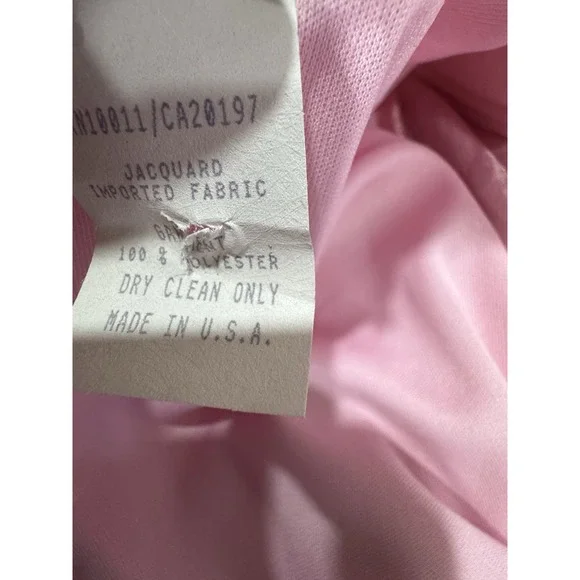 RN10011/CA20197
JACQUARD
IMPORTED FABRIC
100 % POLYESTER
DRY CLEAN ONLY
MADE IN U.S.A.